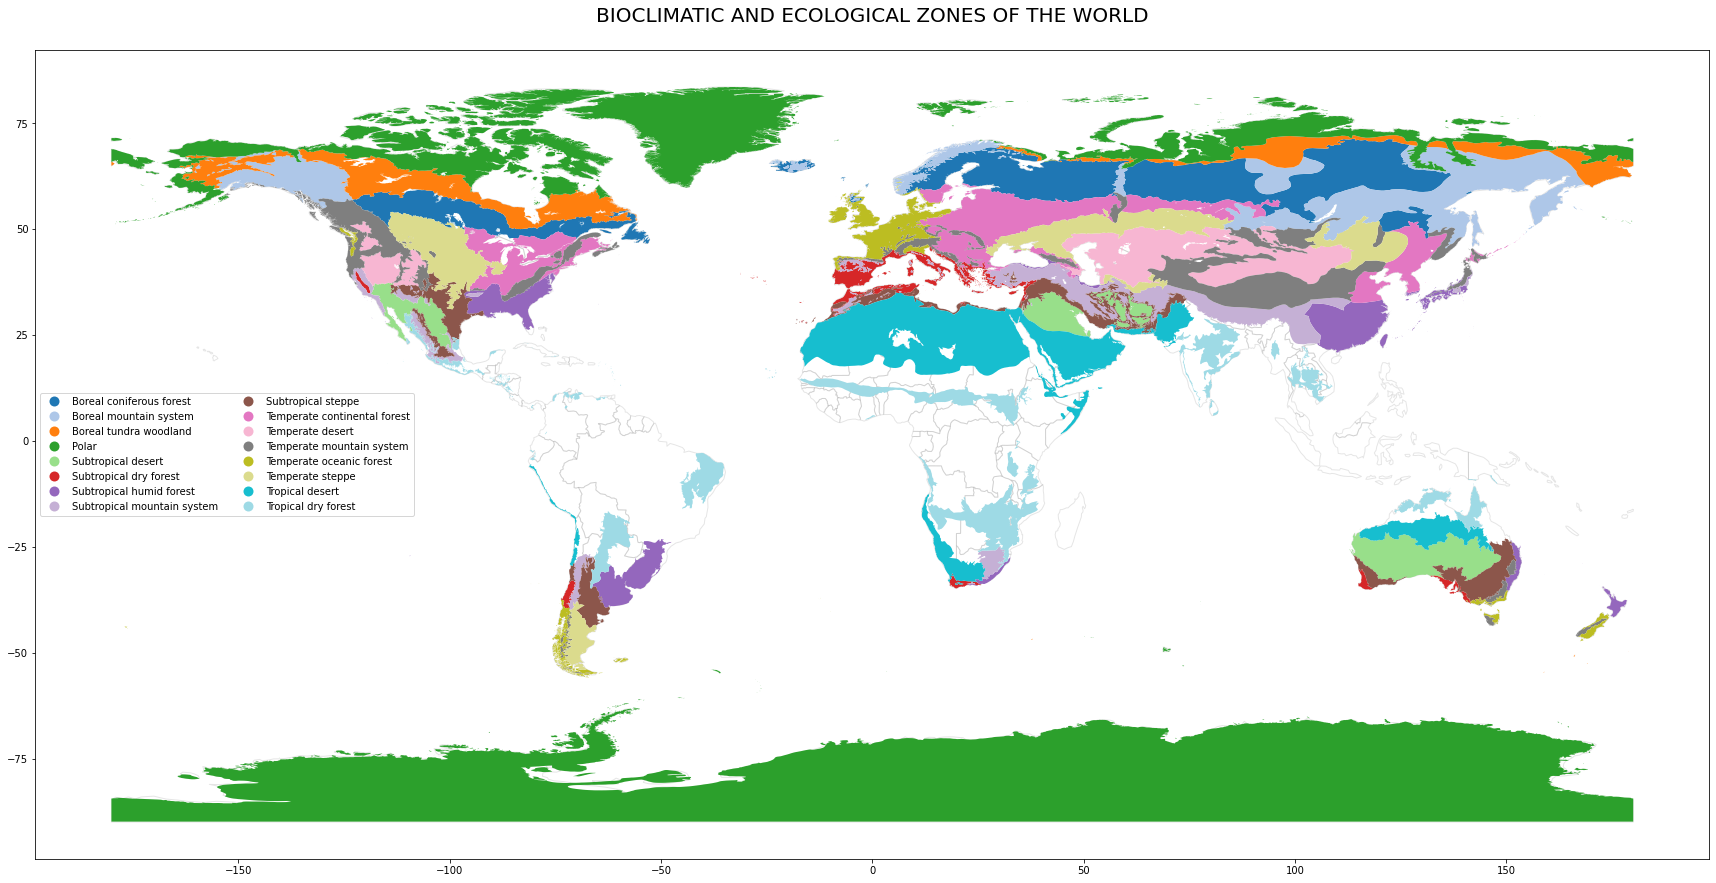 BIOCLIMATIC AND ECOLOGICAL ZONES OF THE WORLD
75
50
25
0
−25
−50
−75
Boreal coniferous forest
Boreal mountain system
Boreal tundra woodland
Polar
Subtropical desert
Subtropical dry forest
Subtropical humid forest
Subtropical mountain system
Subtropical steppe
Temperate continental forest
Temperate desert
Temperate mountain system
Temperate oceanic forest
Temperate steppe
Tropical desert
Tropical dry forest
−150 −100 −50 0 50 100 150